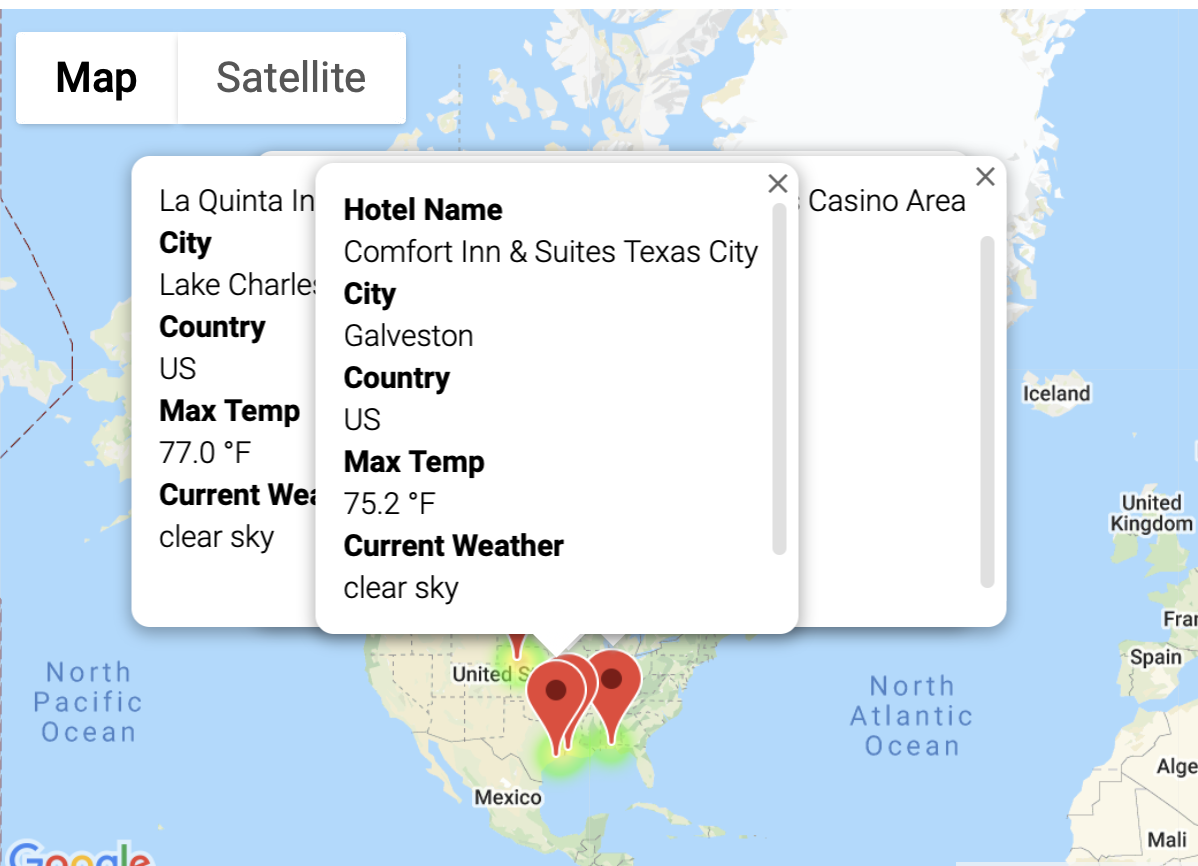 Map
Satellite
La Quinta In
Casino Area
City
Lake Charles
Country
US
Max Temp
77.0 °F
Current Wea
clear sky
Hotel Name
Comfort Inn & Suites Texas City
City
Galveston
Country
US
Max Temp
75.2 °F
Current Weather
clear sky
Iceland
United
Kingdom
Fran
Spain
Alge
Mali
United S
Mexico
North
Pacific
Ocean
North
Atlantic
Ocean
Google